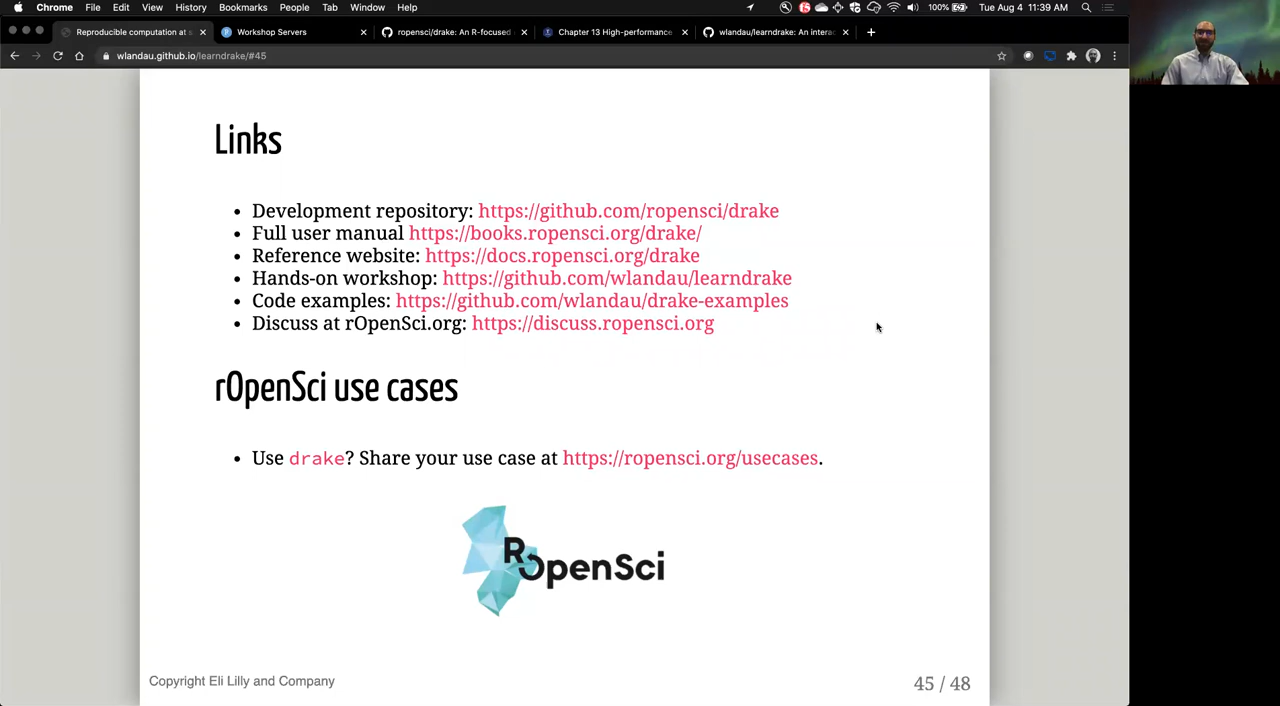 Chrome File Edit View History Bookmarks People Tab Window Help 100% Tue Aug 4 11:39 AM
Reproducible computation at s Workshop Servers ropensci/drake: An R-focused Chapter 13 High-performance wlandau/learndrake: An intera
wlandau.github.io/learndrake/#45
Links
• Development repository: https://github.com/ropensci/drake
• Full user manual https://books.ropensci.org/drake/
• Reference website: https://docs.ropensci.org/drake
• Hands-on workshop: https://github.com/wlandau/learndrake
• Code examples: https://github.com/wlandau/drake-examples
• Discuss at rOpenSci.org: https://discuss.ropensci.org
rOpenSci use cases
• Use drake? Share your use case at https://ropensci.org/usecases.
ROpenSci
Copyright Eli Lilly and Company
45 / 48